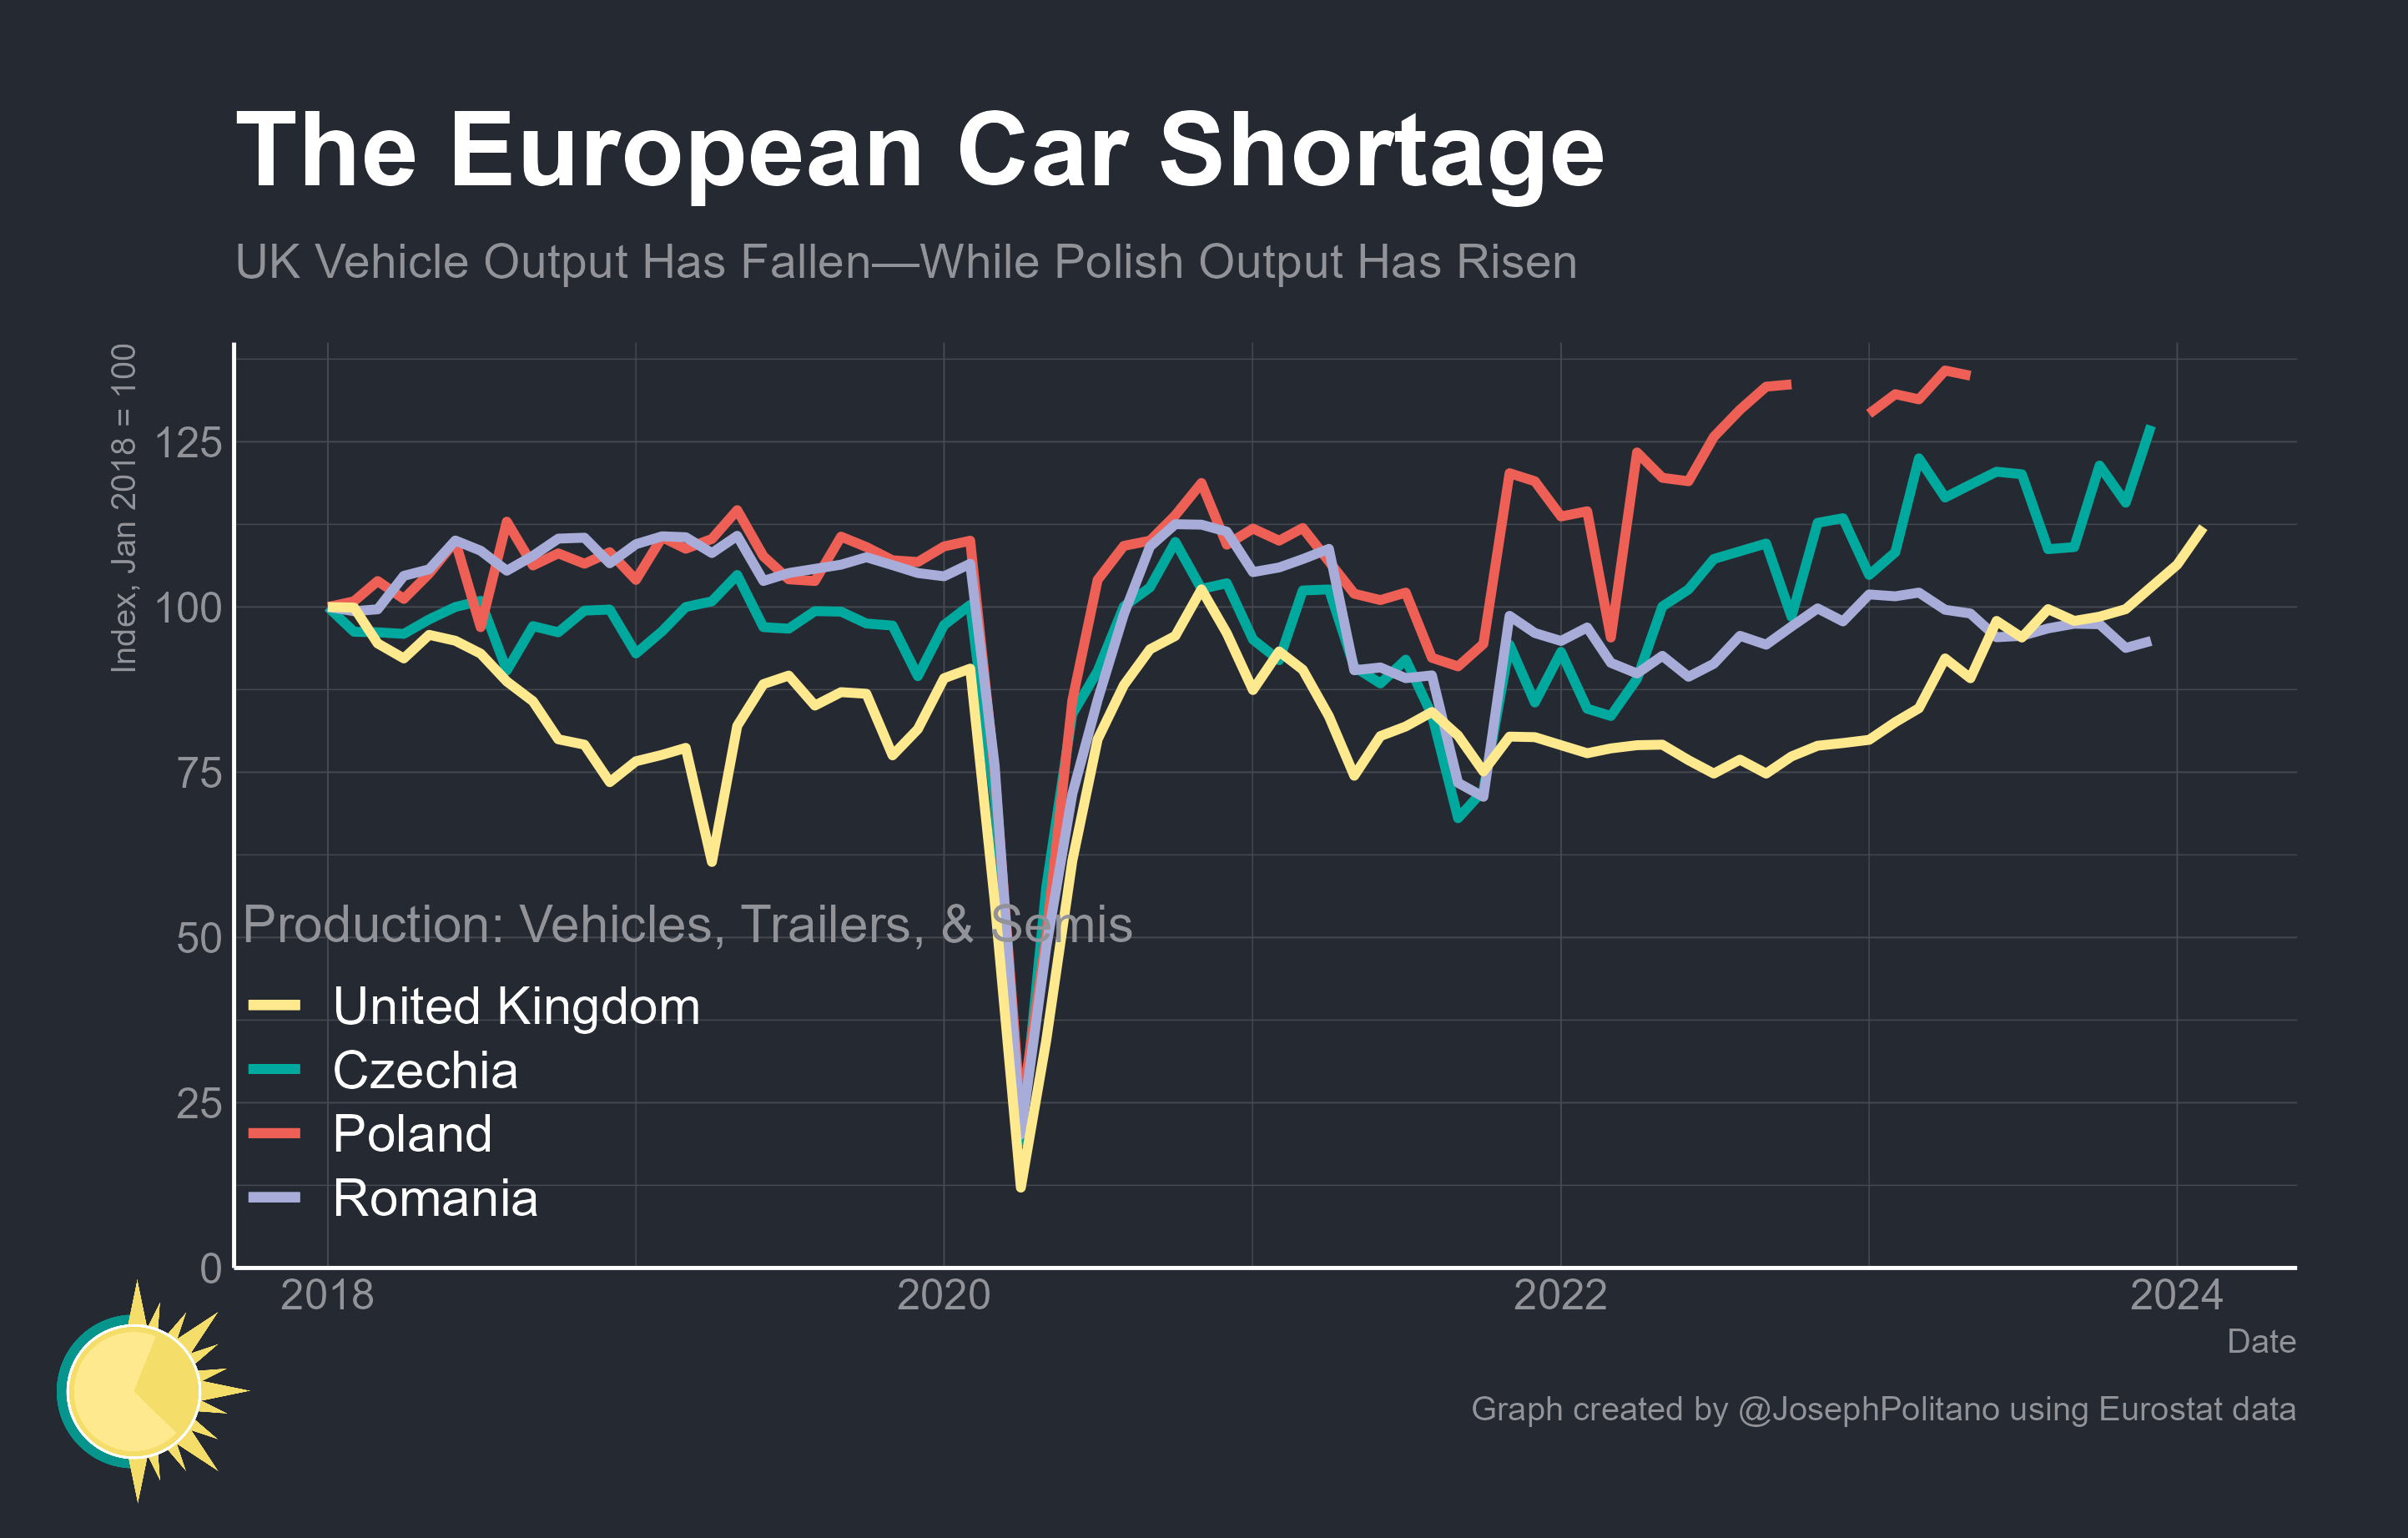 The European Car Shortage
UK Vehicle Output Has Fallen—While Polish Output Has Risen
Index, Jan 2018 = 100
125
100
75
50
25
0
Production: Vehicles, Trailers, & Semis
United Kingdom
Czechia
Poland
Romania
2018 2020 2022 2024
Date
Graph created by @JosephPolitano using Eurostat data